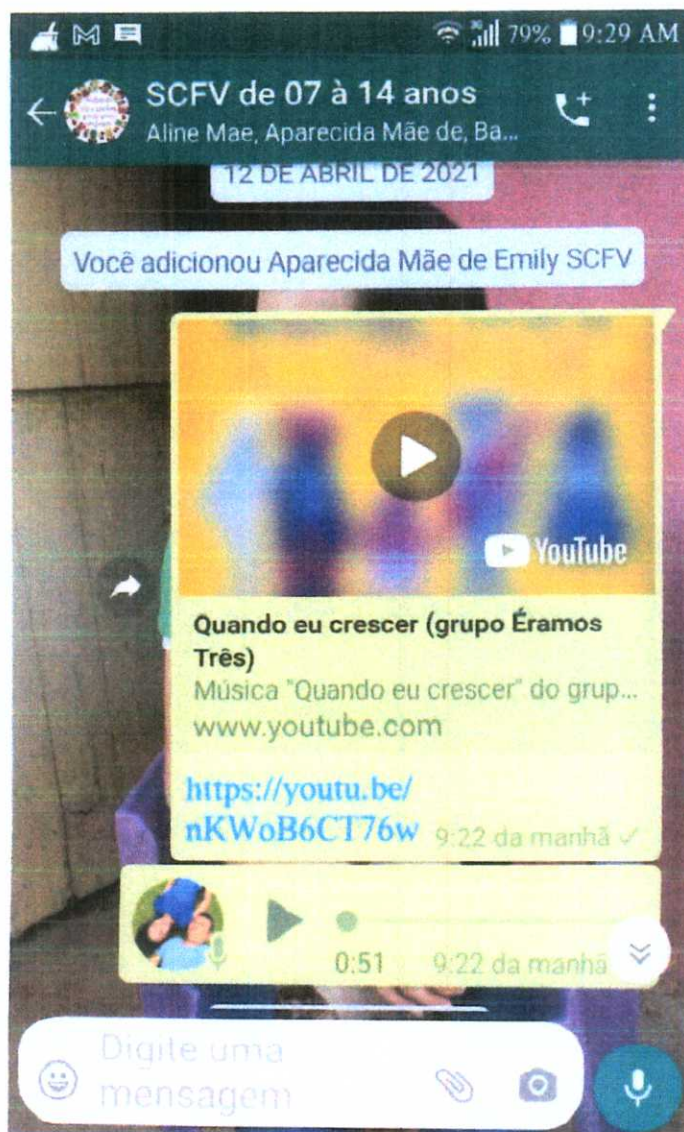 79% 9:29 AM
SCFV de 07 à 14 anos
Aline Mae, Aparecida Mãe de, Ba...
12 DE ABRIL DE 2021
Você adicionou Aparecida Mãe de Emily SCFV
YouTube
Quando eu crescer (grupo Éramos
Três)
Música "Quando eu crescer" do grup...
www.youtube.com
https://youtu.be/
nKWoB6CT76w 9:22 da manhã
0:51 9:22 da manhã
Digite uma
mensagem